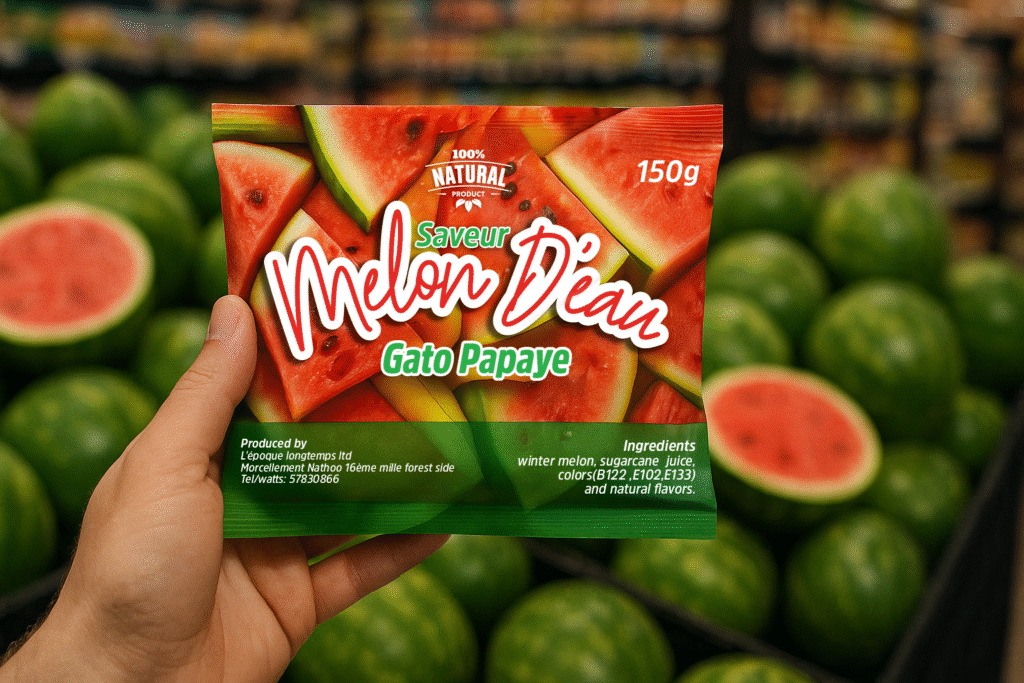 100%
NATURAL
PRODUCT
150g
Saveur
Melon D'éau
Gato Papaye
Produced by
L'époque longtemps ltd
Morcellement Nathoo 16ème mille forest side
Tel/watts: 57830866
Ingredients
winter melon, sugarcane juice,
colors(B122 ,E102,E133)
and natural flavors.